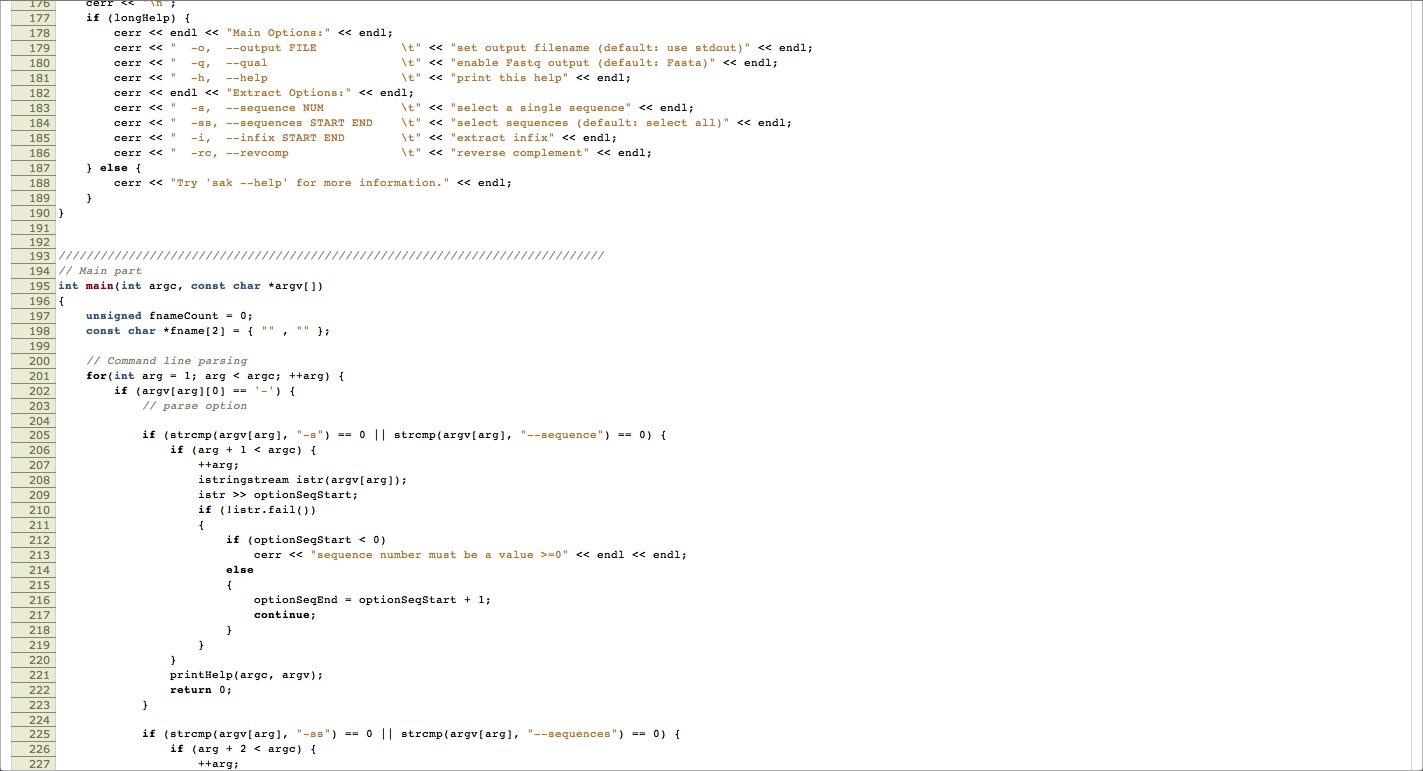 176     cerr << "\n";
177     if (longHelp) {
178         cerr << endl << "Main Options:" << endl;
179         cerr << "  -o,  --output FILE            \t" << "set output filename (default: use stdout)" << endl;
180         cerr << "  -q,  --qual                   \t" << "enable Fastq output (default: Fasta)" << endl;
181         cerr << "  -h,  --help                   \t" << "print this help" << endl;
182         cerr << endl << "Extract Options:" << endl;
183         cerr << "  -s,  --sequence NUM           \t" << "select a single sequence" << endl;
184         cerr << "  -ss, --sequences START END    \t" << "select sequences (default: select all)" << endl;
185         cerr << "  -i,  --infix START END        \t" << "extract infix" << endl;
186         cerr << "  -rc, --revcomp                \t" << "reverse complement" << endl;
187     } else {
188         cerr << "Try 'sak --help' for more information." << endl;
189     }
190 }
191
192
193 //////////////////////////////////////////////////////////////////////////////
194 // Main part
195 int main(int argc, const char *argv[])
196 {
197     unsigned fnameCount = 0;
198     const char *fname[2] = { "" , "" };
199
200     // Command line parsing
201     for(int arg = 1; arg < argc; ++arg) {
202         if (argv[arg][0] == '-') {
203             // parse option
204
205             if (strcmp(argv[arg], "-s") == 0 || strcmp(argv[arg], "--sequence") == 0) {
206                 if (arg + 1 < argc) {
207                     ++arg;
208                     istringstream istr(argv[arg]);
209                     istr >> optionSeqStart;
210                     if (!istr.fail())
211                     {
212                         if (optionSeqStart < 0)
213                             cerr << "sequence number must be a value >=0" << endl << endl;
214                         else
215                         {
216                             optionSeqEnd = optionSeqStart + 1;
217                             continue;
218                         }
219                     }
220                 }
221                 printHelp(argc, argv);
222                 return 0;
223             }
224
225             if (strcmp(argv[arg], "-ss") == 0 || strcmp(argv[arg], "--sequences") == 0) {
226                 if (arg + 2 < argc) {
227                     ++arg;